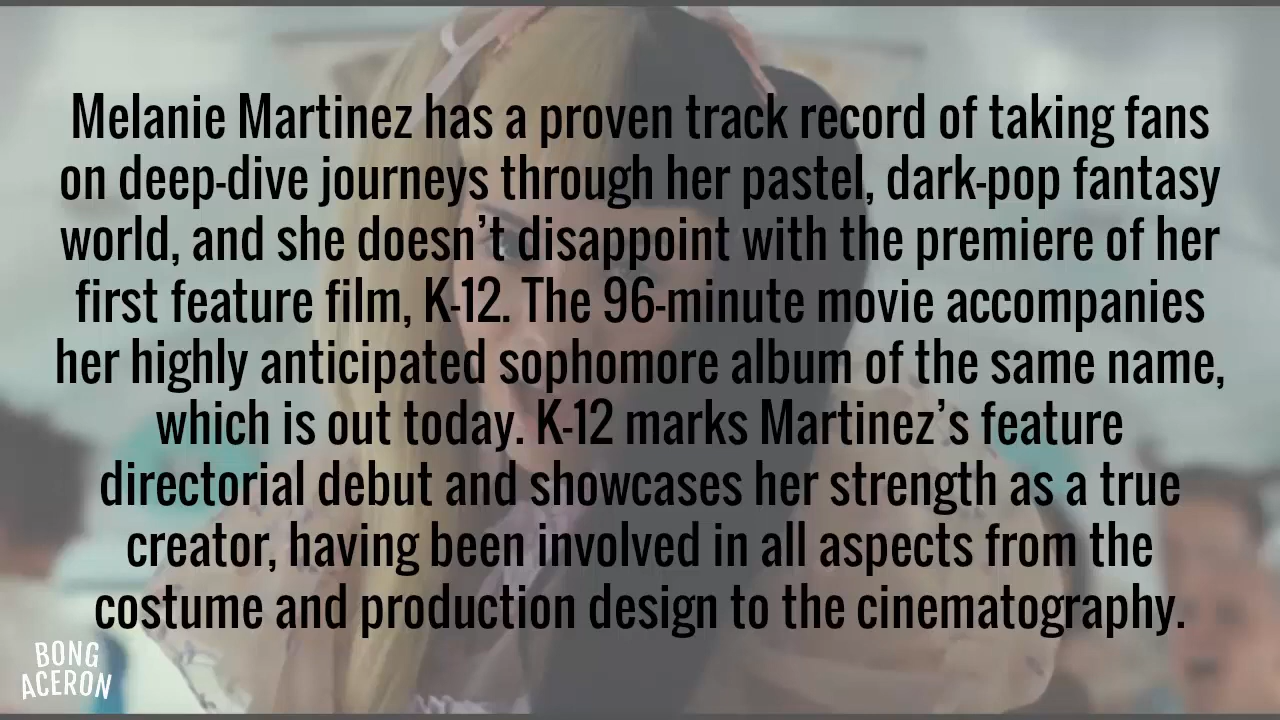 Melanie Martinez has a proven track record of taking fans
on deep-dive journeys through her pastel, dark-pop fantasy
world, and she doesn’t disappoint with the premiere of her
first feature film, K-12. The 96-minute movie accompanies
her highly anticipated sophomore album of the same name,
which is out today. K-12 marks Martinez’s feature
directorial debut and showcases her strength as a true
creator, having been involved in all aspects from the
costume and production design to the cinematography.
BONG
ACERON